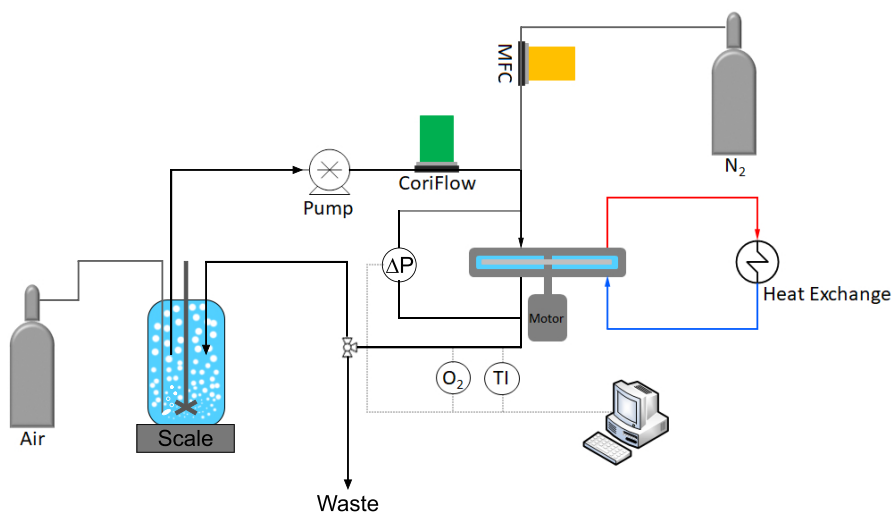 MFC
N₂
CoriFlow
Pump
ΔP
Heat Exchange
Motor
O₂
TI
Air
Scale
Waste